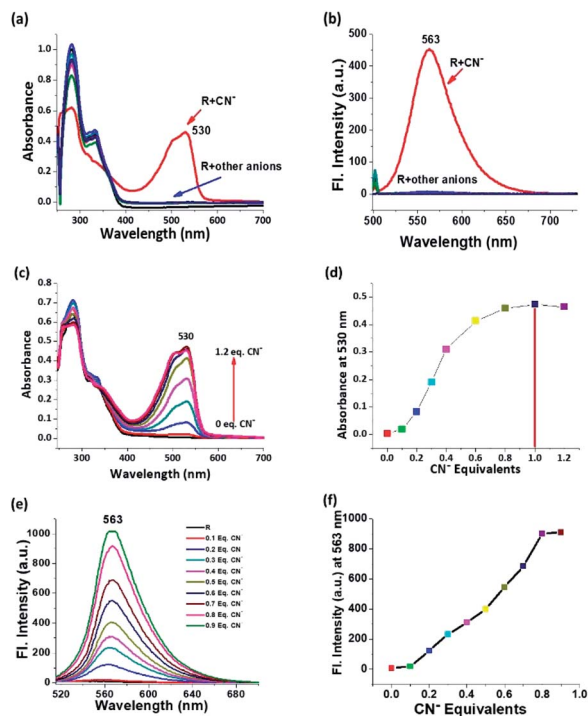 (a)
1.0
0.8
0.6
0.4
0.2
0.0
Absorbance
R+CN⁻
530
R+other anions
300 400 500 600 700
Wavelength (nm)
(b)
500
400
300
200
100
0
Fl. Intensity (a.u.)
563
R+CN⁻
R+other anions
500 550 600 650 700
Wavelength (nm)
(c)
0.8
0.7
0.6
0.5
0.4
0.3
0.2
0.1
0.0
Absorbance
530
1.2 eq. CN⁻
0 eq. CN⁻
300 400 500 600 700
Wavelength (nm)
(d)
0.6
0.5
0.4
0.3
0.2
0.1
0.0
Absorbance at 530 nm
0.0 0.2 0.4 0.6 0.8 1.0 1.2
CN⁻ Equivalents
(e)
1000
800
600
400
200
0
Fl. Intensity (a.u.)
563
R
0.1 Eq. CN⁻
0.2 Eq. CN⁻
0.3 Eq. CN⁻
0.4 Eq. CN⁻
0.5 Eq. CN⁻
0.6 Eq. CN⁻
0.7 Eq. CN⁻
0.8 Eq. CN⁻
0.9 Eq. CN⁻
520 560 600 640 680
Wavelength (nm)
(f)
1000
800
600
400
200
0
Fl. Intensity (a.u.) at 563 nm
0.0 0.2 0.4 0.6 0.8 1.0
CN⁻ Equivalents